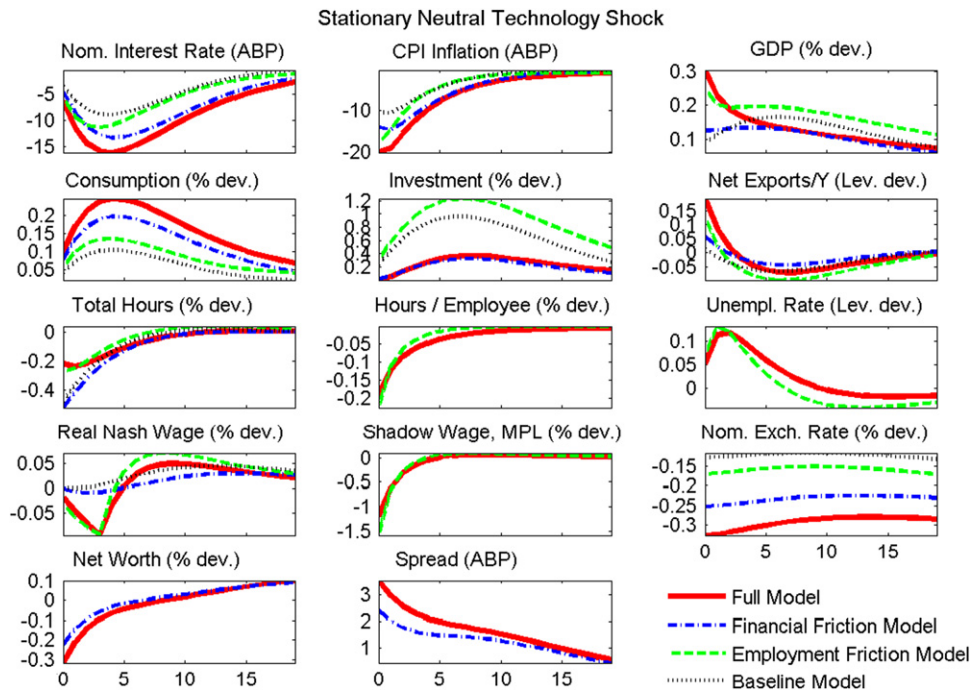 Stationary Neutral Technology Shock
Nom. Interest Rate (ABP)
-5
-10
-15
CPI Inflation (ABP)
-10
-20
GDP (% dev.)
0.3
0.2
0.1
Consumption (% dev.)
0.2
0.15
0.1
0.05
Investment (% dev.)
1.2
1
0.8
0.6
0.4
0.2
Net Exports/Y (Lev. dev.)
0.15
0.1
0.05
0
-0.05
Total Hours (% dev.)
0
-0.2
-0.4
Hours / Employee (% dev.)
-0.05
-0.1
-0.15
-0.2
Unempl. Rate (Lev. dev.)
0.1
0.05
0
Real Nash Wage (% dev.)
0.05
0
-0.05
Shadow Wage, MPL (% dev.)
0
-0.5
-1
-1.5
Nom. Exch. Rate (% dev.)
-0.15
-0.2
-0.25
-0.3
0 5 10 15
Net Worth (% dev.)
0.1
0
-0.1
-0.2
-0.3
0 5 10 15
Spread (ABP)
3
2
1
0 5 10 15
Full Model
Financial Friction Model
Employment Friction Model
Baseline Model